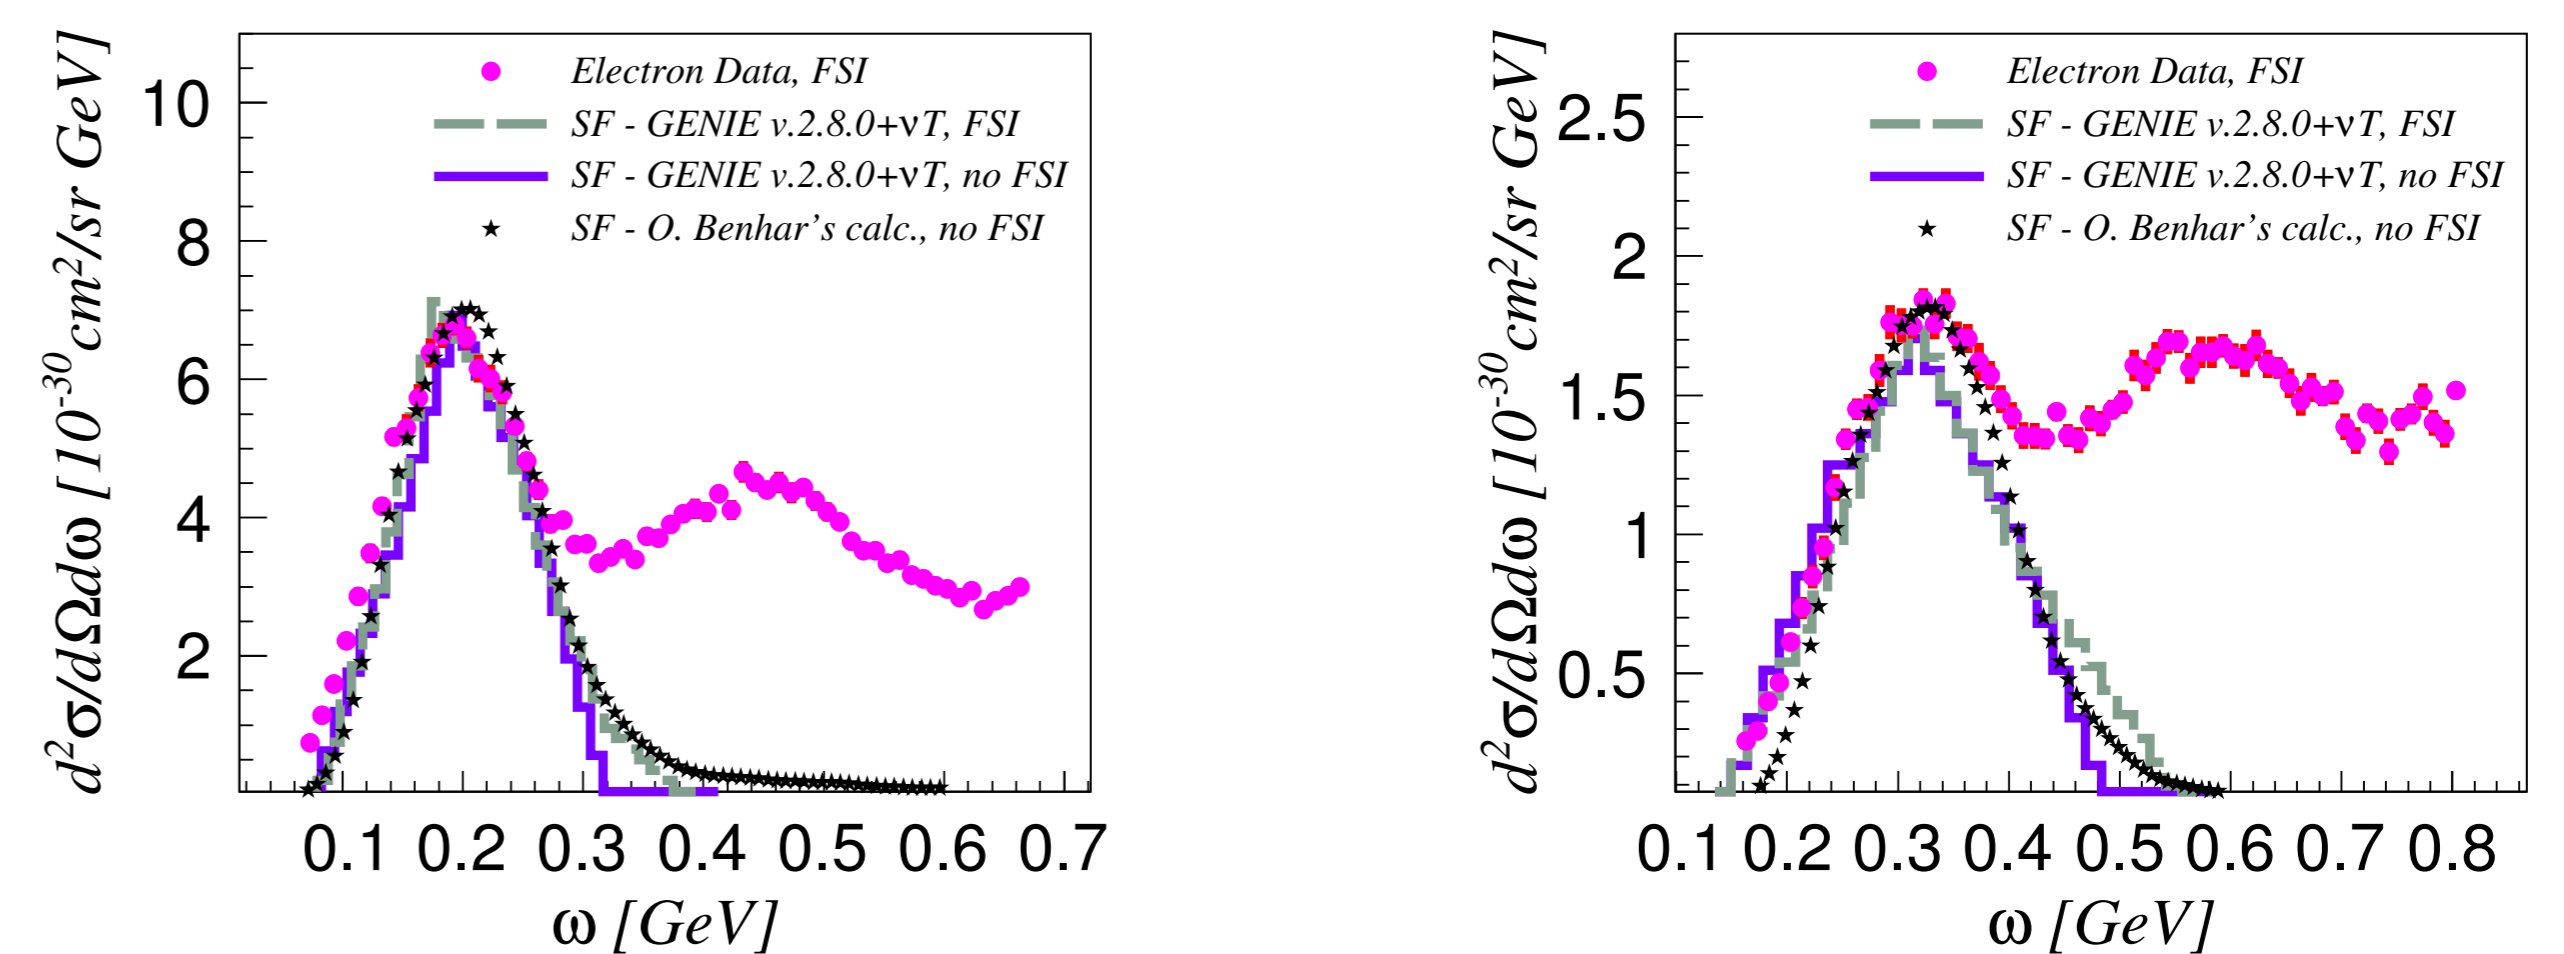 d²σ/dΩdω [10⁻³⁰cm²/sr GeV]
10
8
6
4
2
Electron Data, FSI
SF - GENIE v.2.8.0+νT, FSI
SF - GENIE v.2.8.0+νT, no FSI
SF - O. Benhar's calc., no FSI
0.1 0.2 0.3 0.4 0.5 0.6 0.7
ω [GeV]
d²σ/dΩdω [10⁻³⁰cm²/sr GeV]
2.5
2
1.5
1
0.5
Electron Data, FSI
SF - GENIE v.2.8.0+νT, FSI
SF - GENIE v.2.8.0+νT, no FSI
SF - O. Benhar's calc., no FSI
0.1 0.2 0.3 0.4 0.5 0.6 0.7 0.8
ω [GeV]